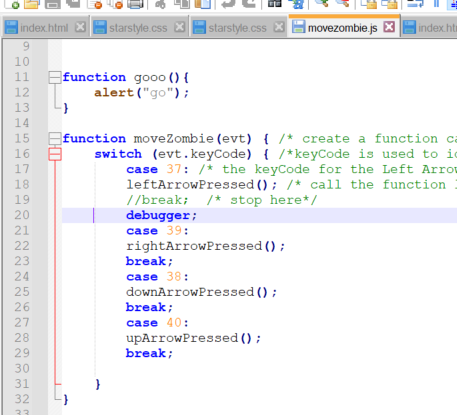 index.html starstyle.css starstyle.css movezombie.js index.ht
9
10
11 function gooo(){
12 alert("go");
13 }
14
15 function moveZombie(evt) { /* create a function ca
16 switch (evt.keyCode) { /*keyCode is used to ic
17 case 37: /* the keyCode for the Left Arrow
18 leftArrowPressed(); /* call the function l
19 //break; /* stop here*/
20 debugger;
21 case 39:
22 rightArrowPressed();
23 break;
24 case 38:
25 downArrowPressed();
26 break;
27 case 40:
28 upArrowPressed();
29 break;
30
31 }
32 }
33